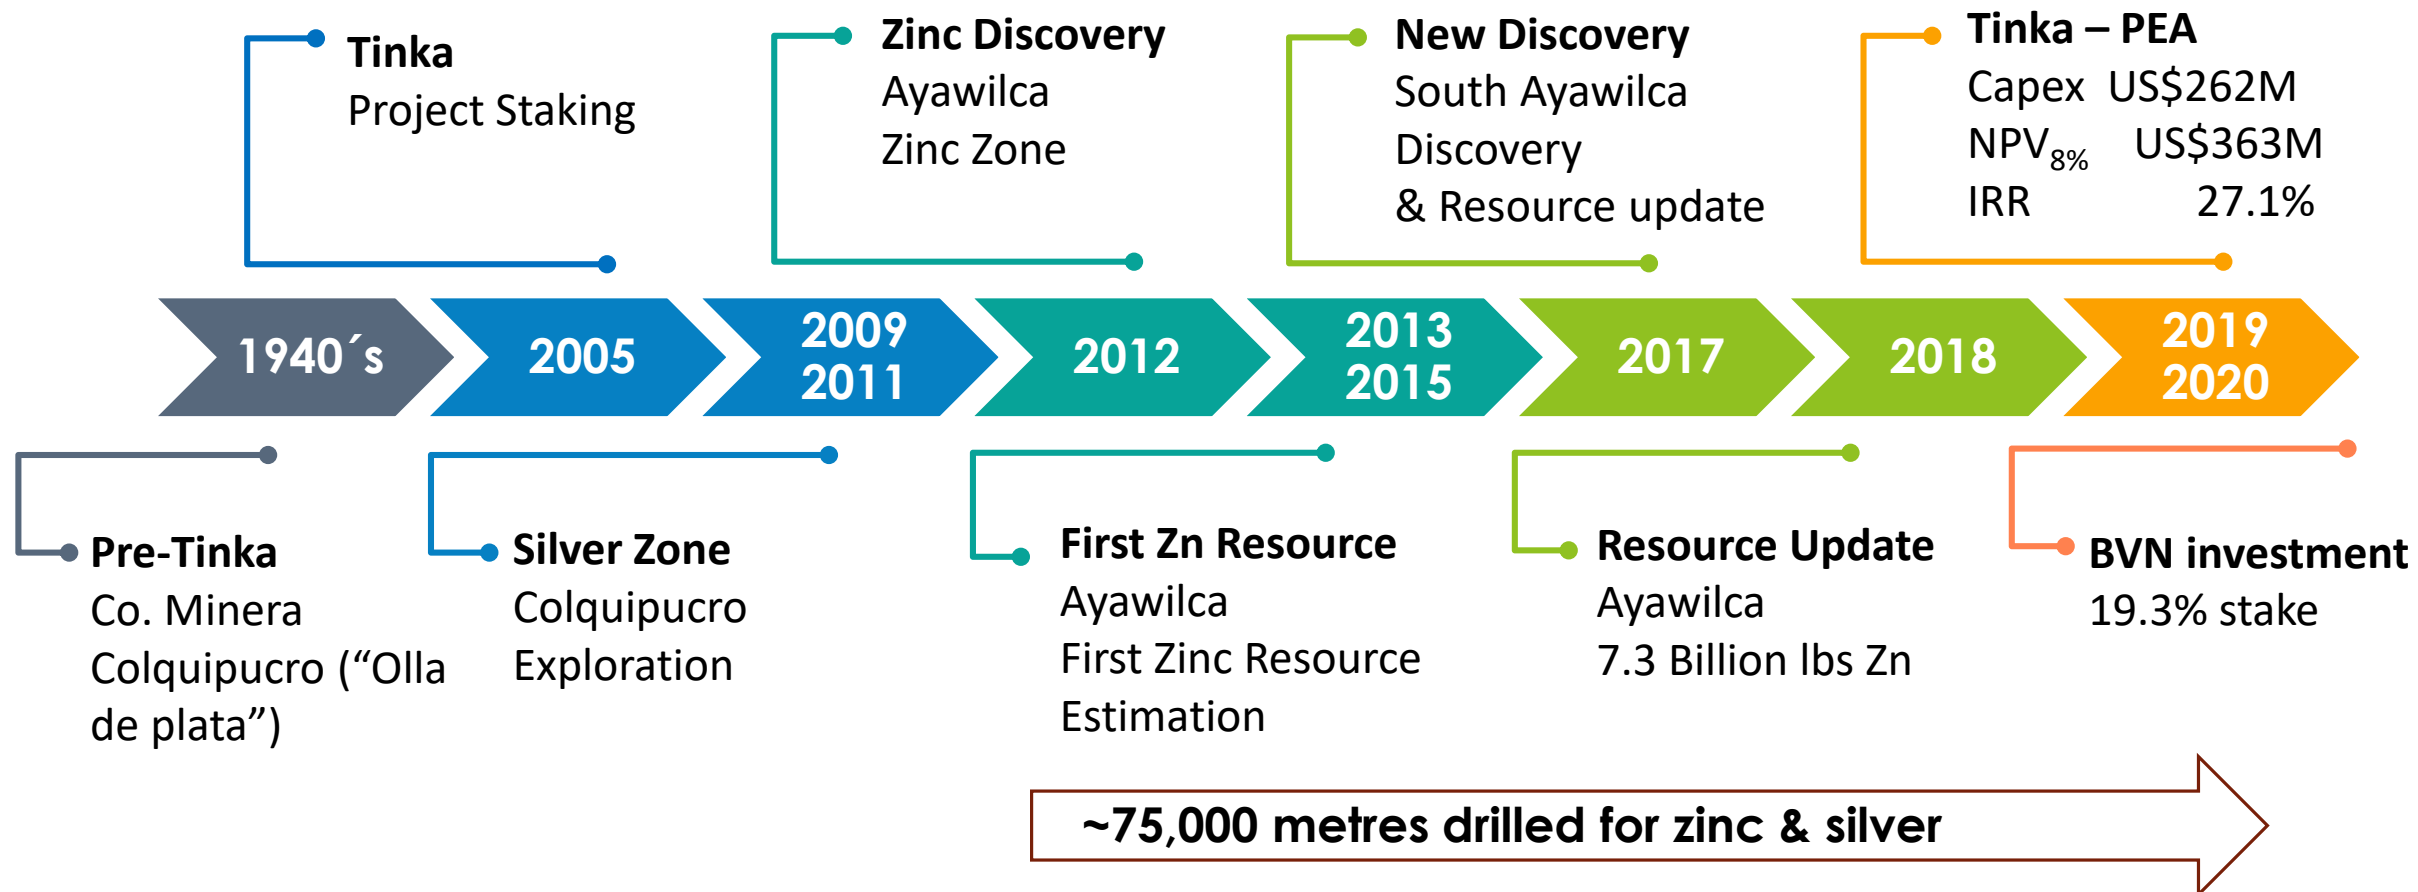 Tinka
Project Staking
Zinc Discovery
Ayawilca
Zinc Zone
New Discovery
South Ayawilca
Discovery
& Resource update
Tinka – PEA
Capex US$262M
NPV8% US$363M
IRR 27.1%
1940´s
2005
2009
2011
2012
2013
2015
2017
2018
2019
2020
Pre-Tinka
Co. Minera
Colquipucro (“Olla
de plata”)
Silver Zone
Colquipucro
Exploration
First Zn Resource
Ayawilca
First Zinc Resource
Estimation
Resource Update
Ayawilca
7.3 Billion lbs Zn
BVN investment
19.3% stake
~75,000 metres drilled for zinc & silver